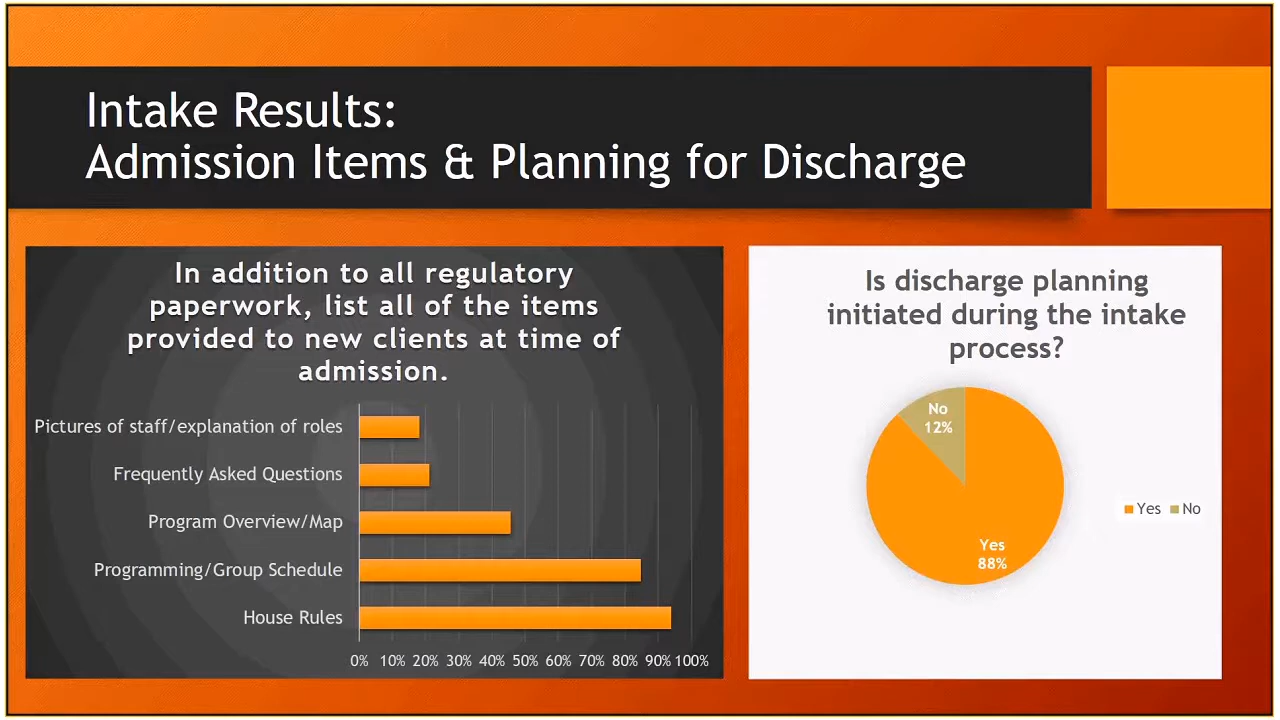 Intake Results:
Admission Items & Planning for Discharge
In addition to all regulatory
paperwork, list all of the items
provided to new clients at time of
admission.
Pictures of staff/explanation of roles
Frequently Asked Questions
Program Overview/Map
Programming/Group Schedule
House Rules
0% 10% 20% 30% 40% 50% 60% 70% 80% 90% 100%
Is discharge planning
initiated during the intake
process?
No
12%
Yes
88%
Yes No